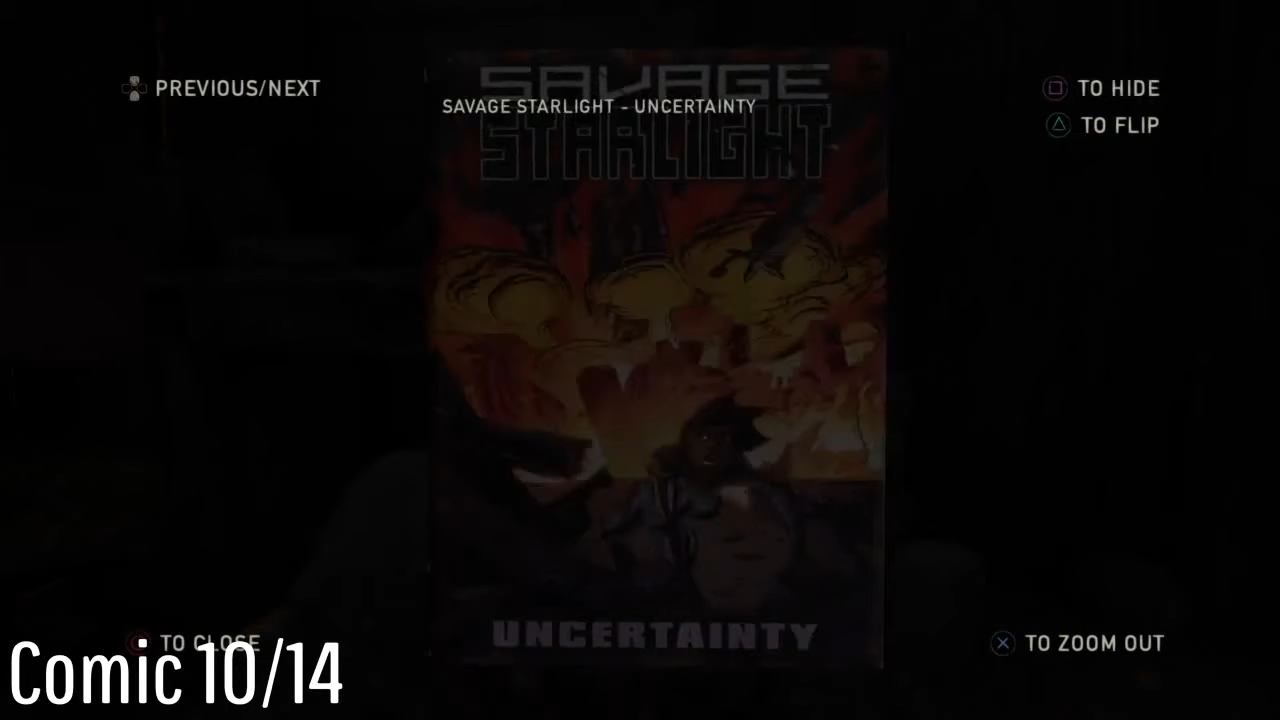 PREVIOUS/NEXT
TO HIDE
TO FLIP
SAVAGE
SAVAGE STARLIGHT - UNCERTAINTY
STARLIGHT
UNCERTAINTY
TO CLOSE
TO ZOOM OUT
Comic 10/14